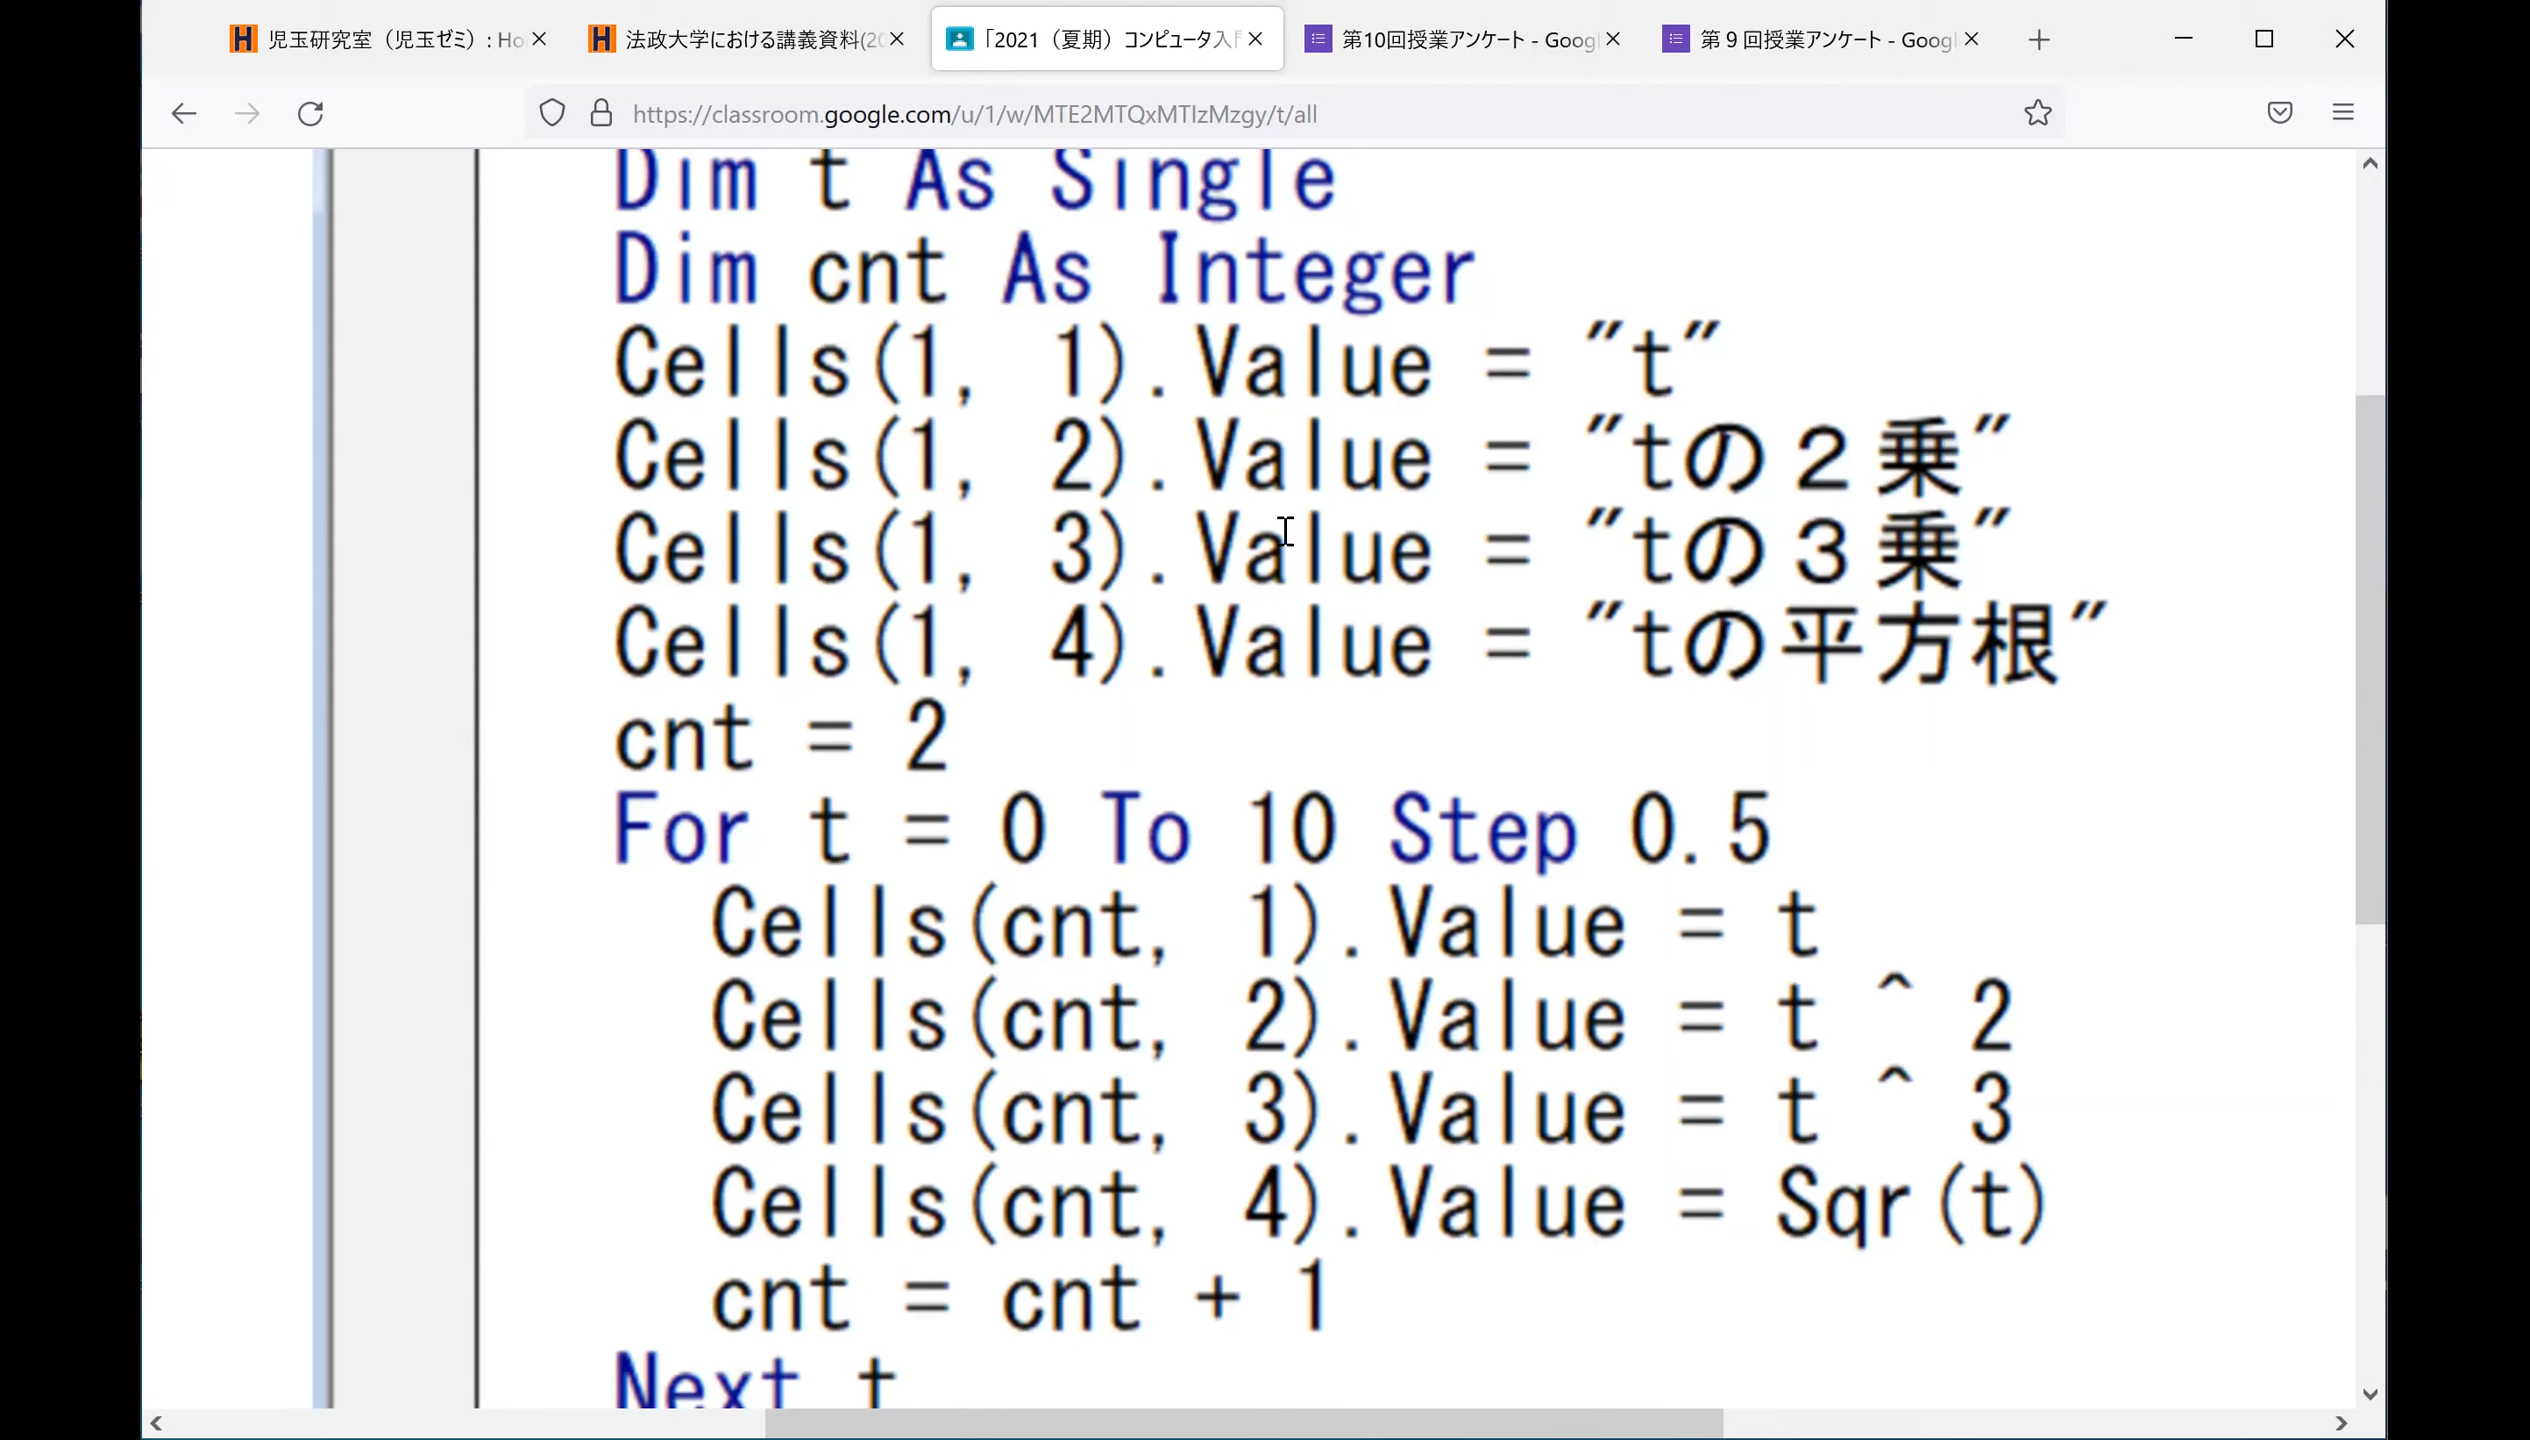 児玉研究室（児玉ゼミ）: Ho
法政大学における講義資料(20
「2021（夏期）コンピュータ入門
第10回授業アンケート - Googl
第９回授業アンケート - Googl
https://classroom.google.com/u/1/w/MTE2MTQxMTIzMzgy/t/all
Dim t As Single
Dim cnt As Integer
Cells(1, 1).Value = "t"
Cells(1, 2).Value = "tの２乗"
Cells(1, 3).Value = "tの３乗"
Cells(1, 4).Value = "tの平方根"
cnt = 2
For t = 0 To 10 Step 0.5
Cells(cnt, 1).Value = t
Cells(cnt, 2).Value = t ^ 2
Cells(cnt, 3).Value = t ^ 3
Cells(cnt, 4).Value = Sqr(t)
cnt = cnt + 1
Next t